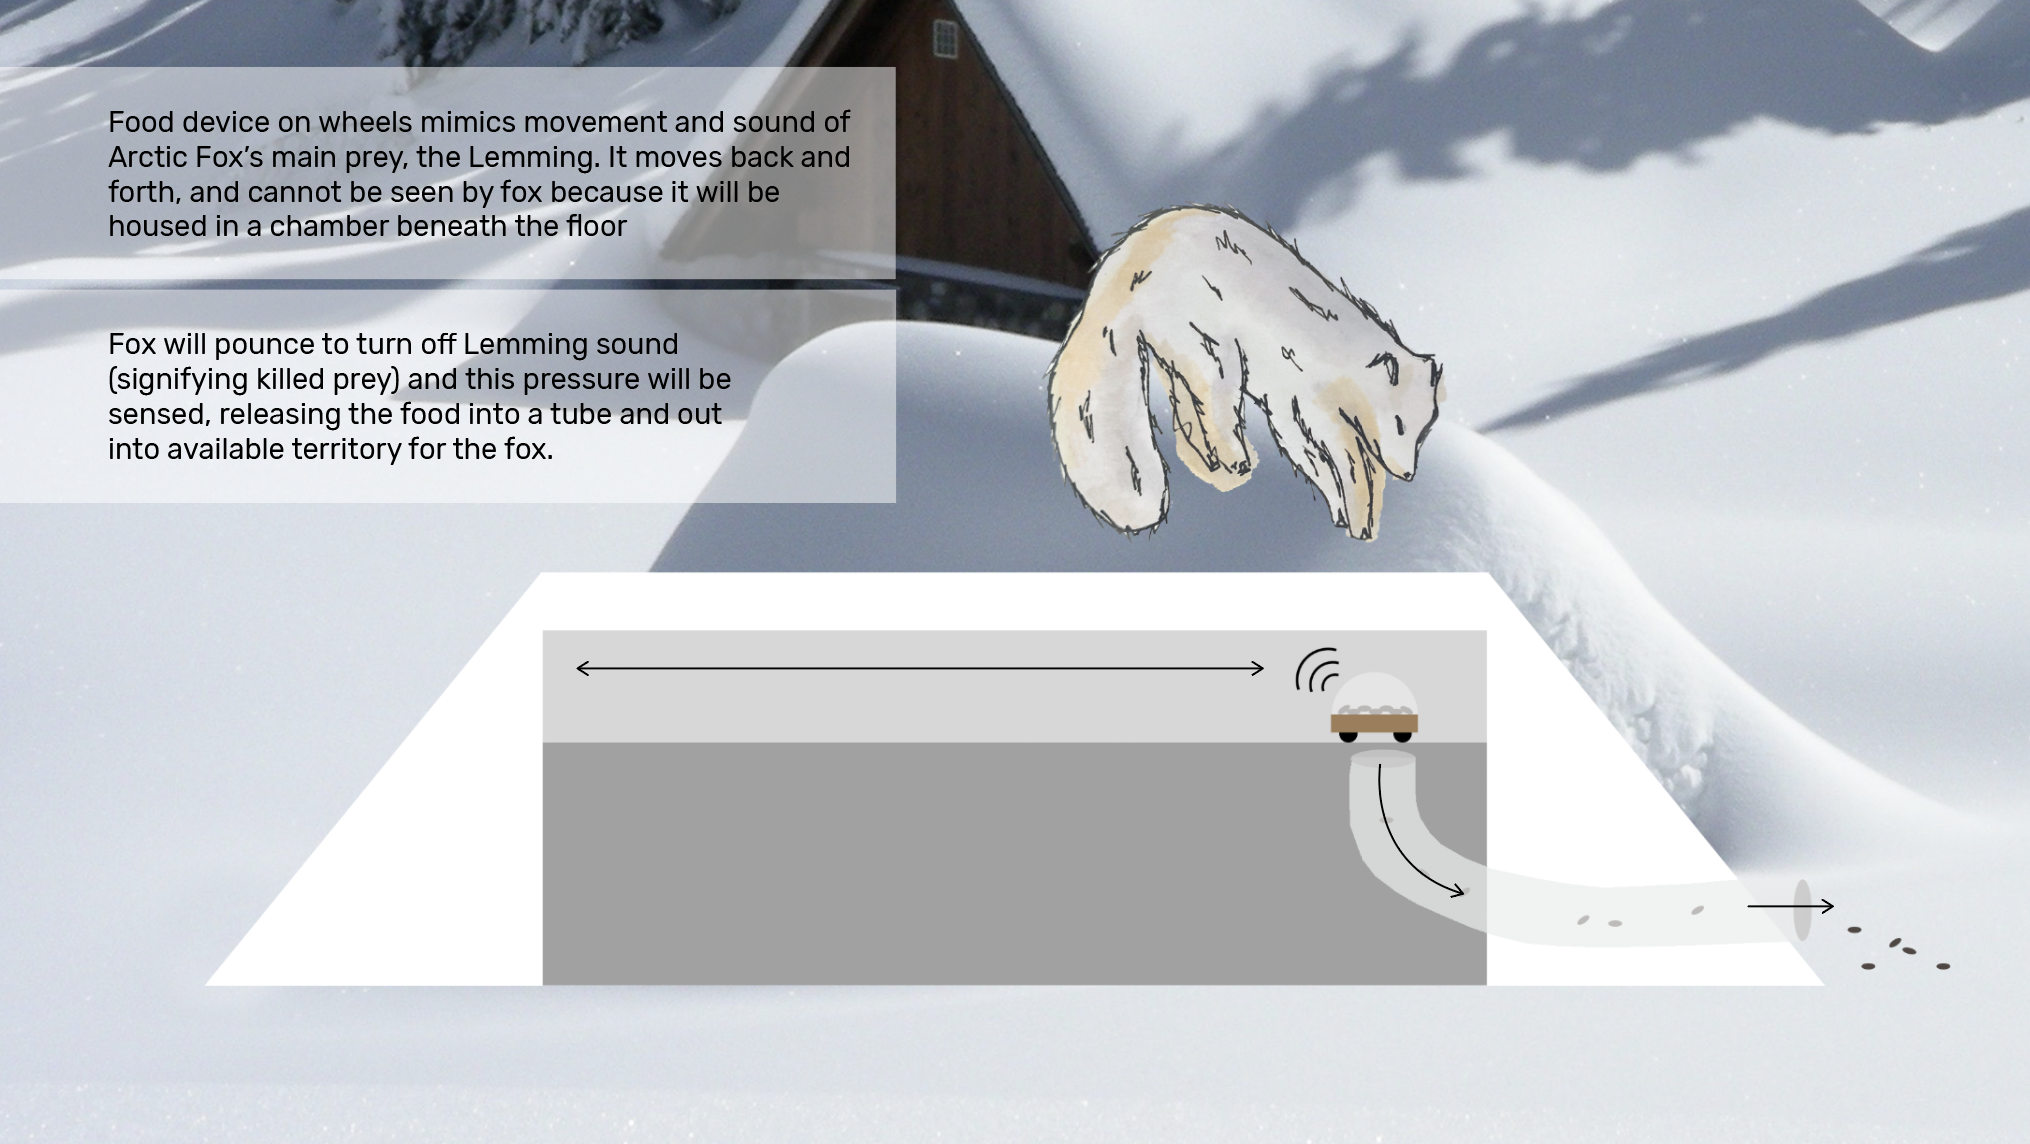 Food device on wheels mimics movement and sound of
Arctic Fox’s main prey, the Lemming. It moves back and
forth, and cannot be seen by fox because it will be
housed in a chamber beneath the floor
Fox will pounce to turn off Lemming sound
(signifying killed prey) and this pressure will be
sensed, releasing the food into a tube and out
into available territory for the fox.